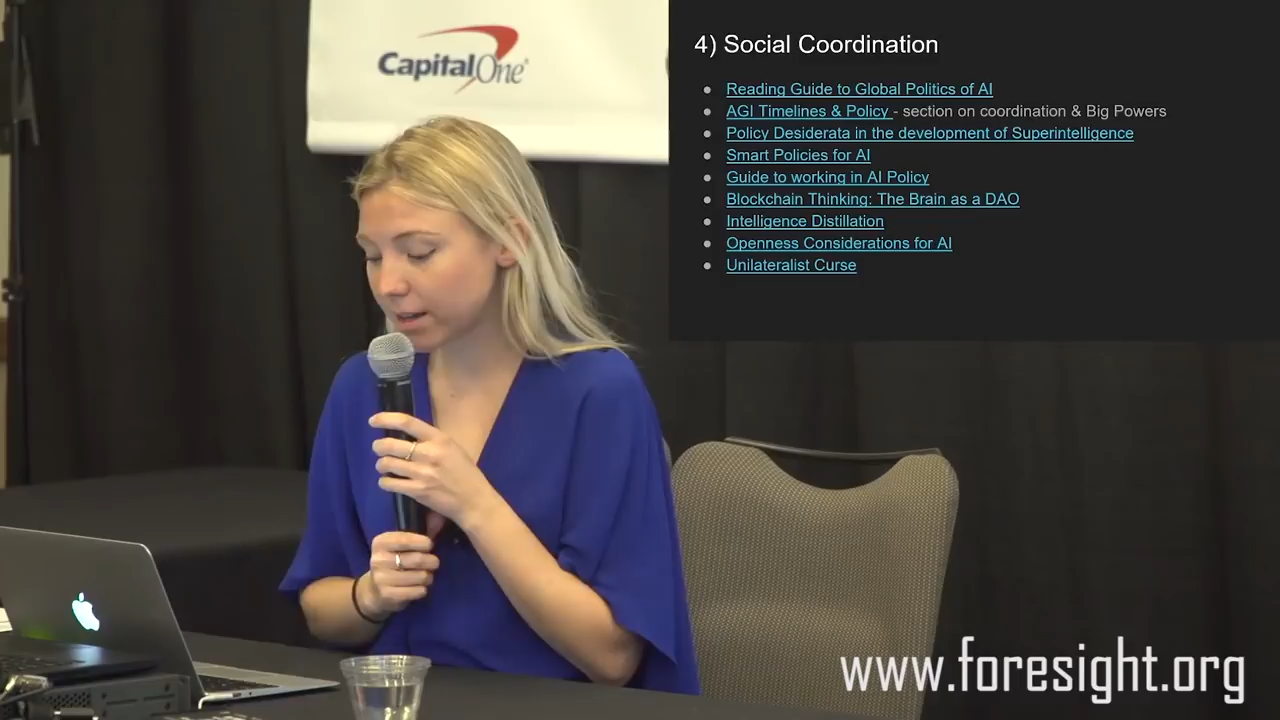 CapitalOne
4) Social Coordination
Reading Guide to Global Politics of AI
AGI Timelines & Policy - section on coordination & Big Powers
Policy Desiderata in the development of Superintelligence
Smart Policies for AI
Guide to working in AI Policy
Blockchain Thinking: The Brain as a DAO
Intelligence Distillation
Openness Considerations for AI
Unilateralist Curse
www.foresight.org